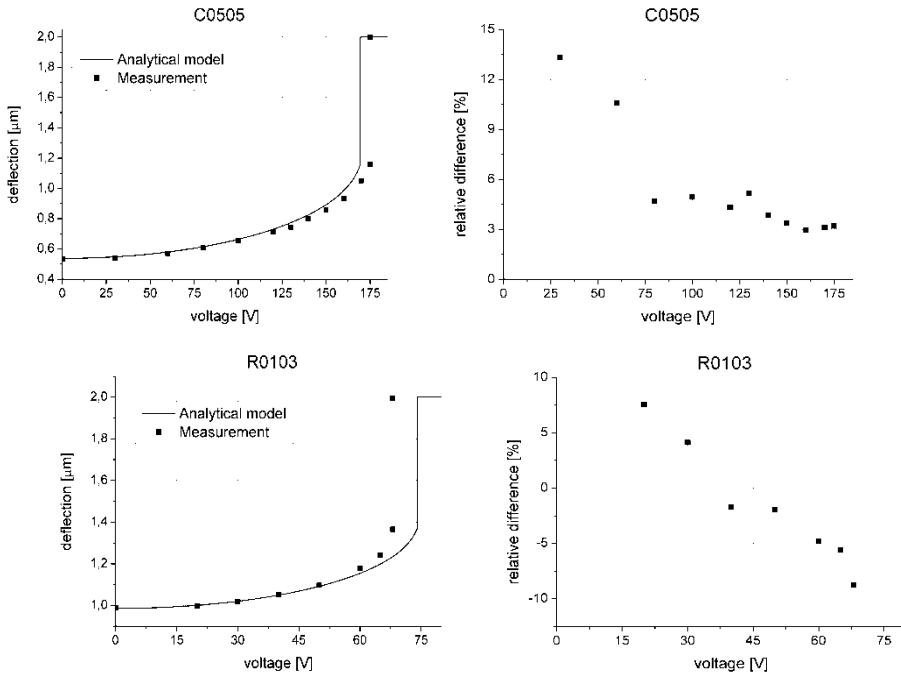 C0505
2,0
1,8
1,6
1,4
1,2
1,0
0,8
0,6
0,4
deflection [μm]
Analytical model
Measurement
0 25 50 75 100 125 150 175
voltage [V]
C0505
15
12
9
6
3
0
relative difference [%]
0 25 50 75 100 125 150 175
voltage [V]
R0103
2,0
1,8
1,6
1,4
1,2
1,0
deflection [μm]
Analytical model
Measurement
0 15 30 45 60 75
voltage [V]
R0103
10
5
0
-5
-10
relative difference [%]
0 15 30 45 60 75
voltage [V]